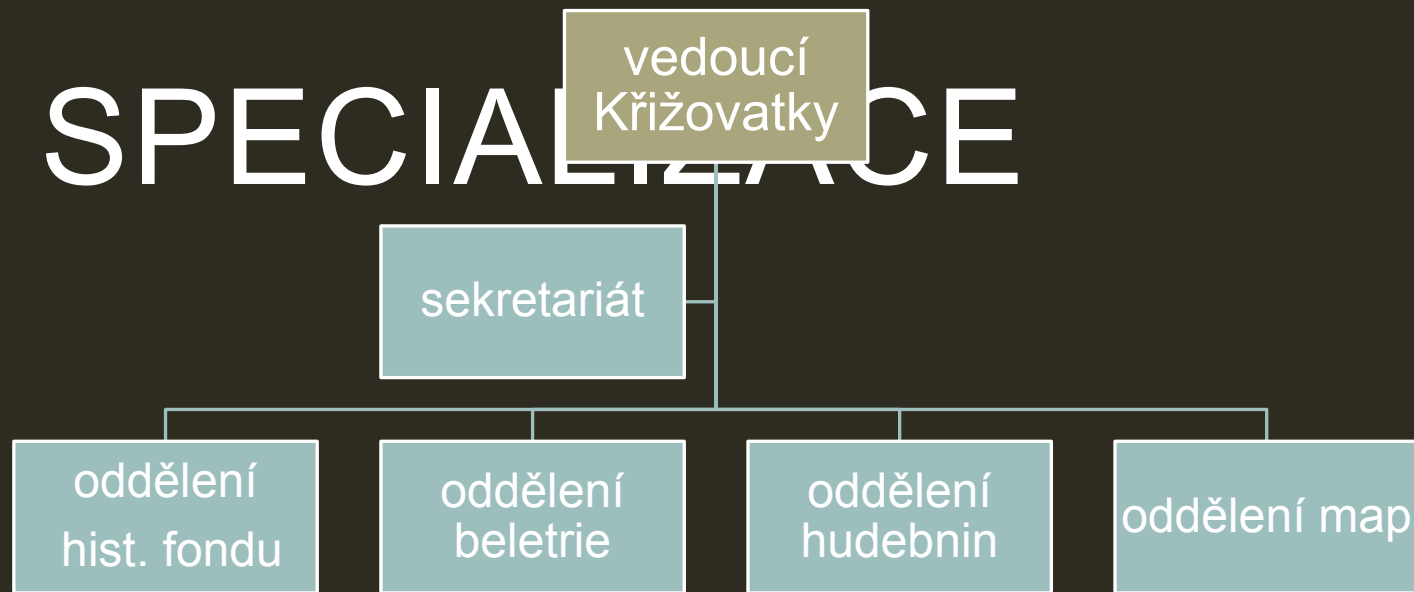 SPECIALIZACE
vedoucí
Křižovatky
sekretariát
oddělení
hist. fondu
oddělení
beletrie
oddělení
hudebnin
oddělení map